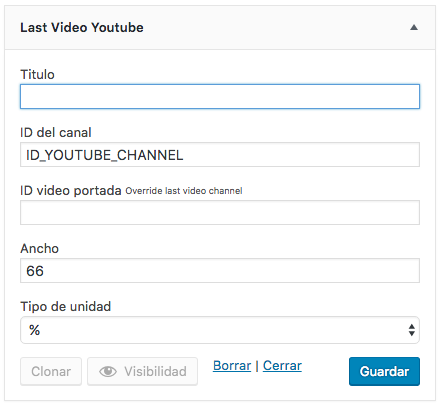 Last Video Youtube
Titulo
ID del canal
ID_YOUTUBE_CHANNEL
ID video portada Override last video channel
Ancho
66
Tipo de unidad
%
Clonar Visibilidad Borrar | Cerrar Guardar